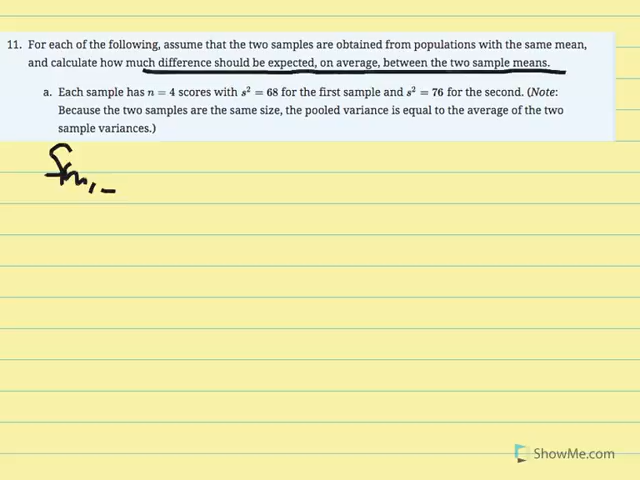 11. For each of the following, assume that the two samples are obtained from populations with the same mean,
and calculate how much difference should be expected, on average, between the two sample means.
a. Each sample has n = 4 scores with s² = 68 for the first sample and s² = 76 for the second. (Note:
Because the two samples are the same size, the pooled variance is equal to the average of the two
sample variances.)
Sm₁ –
ShowMe.com